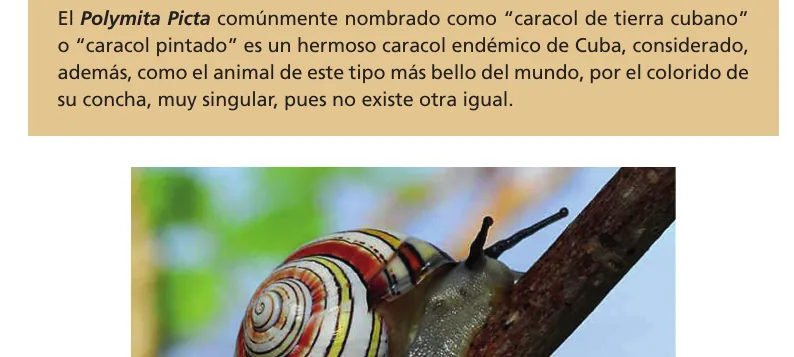 El Polymita Picta comúnmente nombrado como “caracol de tierra cubano”
o “caracol pintado” es un hermoso caracol endémico de Cuba, considerado,
además, como el animal de este tipo más bello del mundo, por el colorido de
su concha, muy singular, pues no existe otra igual.